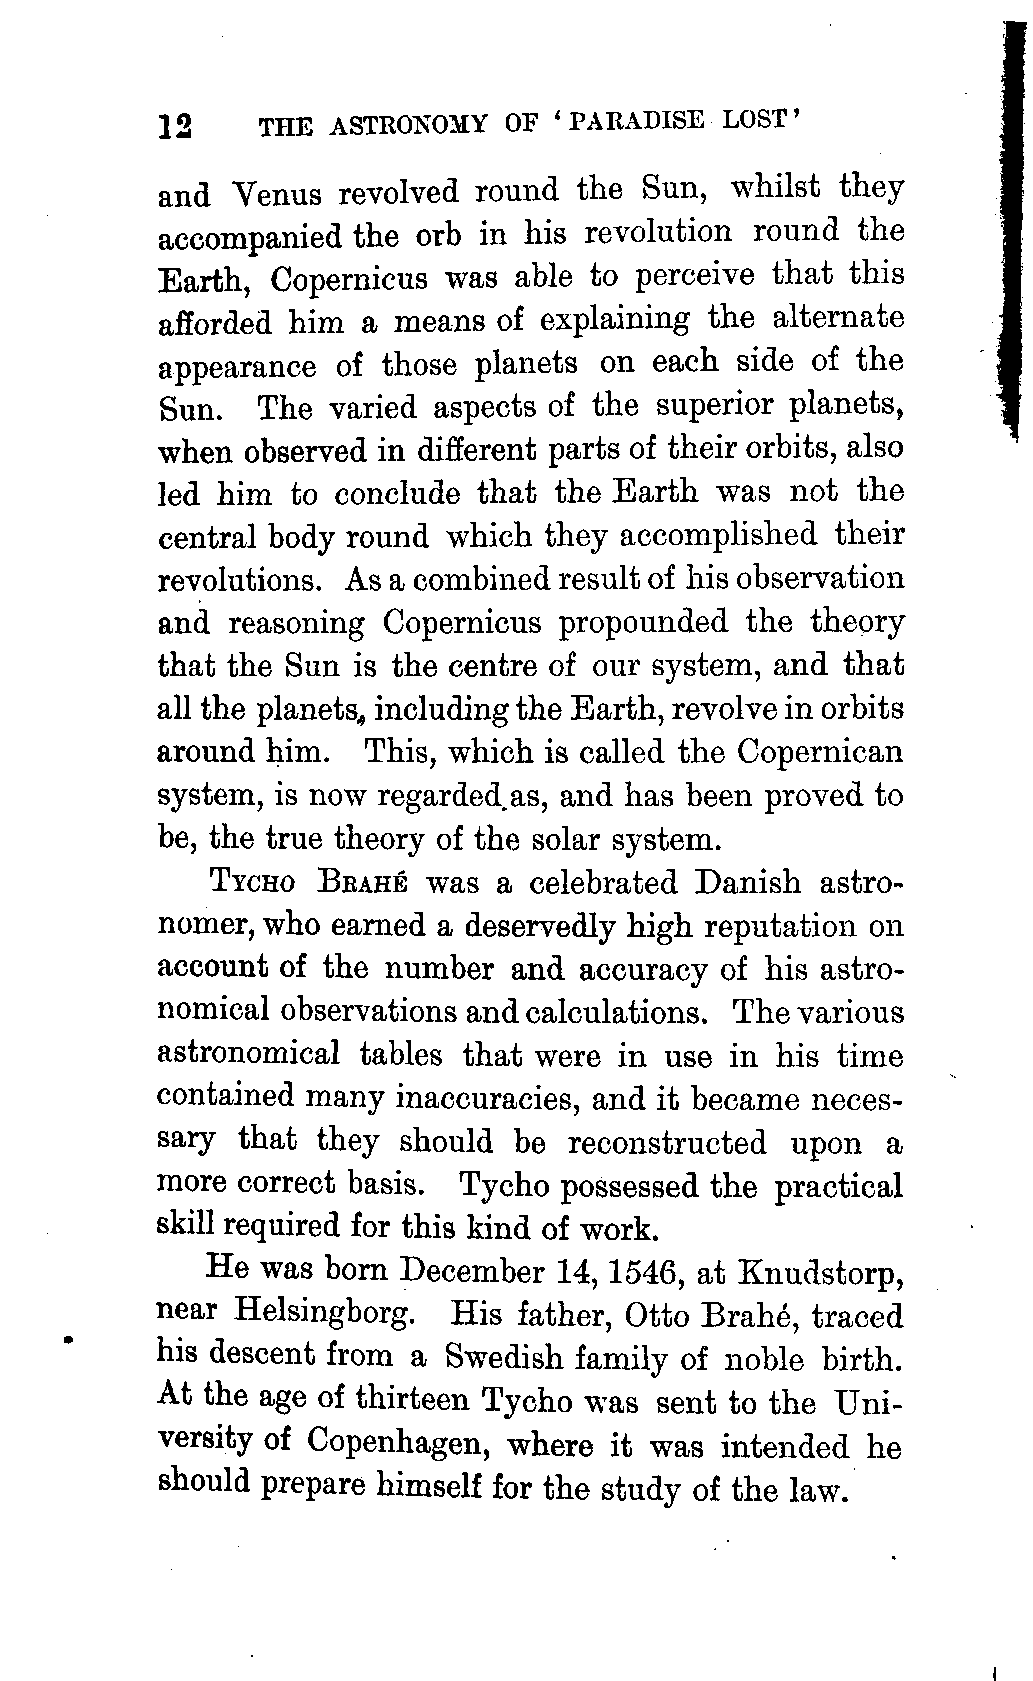 12 THE ASTRONOMY OF ‘PARADISE LOST’
and Venus revolved round the Sun, whilst they
accompanied the orb in his revolution round the
Earth, Copernicus was able to perceive that this
afforded him a means of explaining the alternate
appearance of those planets on each side of the
Sun. The varied aspects of the superior planets,
when observed in different parts of their orbits, also
led him to conclude that the Earth was not the
central body round which they accomplished their
revolutions. As a combined result of his observation
and reasoning Copernicus propounded the theory
that the Sun is the centre of our system, and that
all the planets, including the Earth, revolve in orbits
around him. This, which is called the Copernican
system, is now regarded as, and has been proved to
be, the true theory of the solar system.
TYCHO BRAHÉ was a celebrated Danish astro-
nomer, who earned a deservedly high reputation on
account of the number and accuracy of his astro-
nomical observations and calculations. The various
astronomical tables that were in use in his time
contained many inaccuracies, and it became neces-
sary that they should be reconstructed upon a
more correct basis. Tycho possessed the practical
skill required for this kind of work.
He was born December 14, 1546, at Knudstorp,
near Helsingborg. His father, Otto Brahé, traced
his descent from a Swedish family of noble birth.
At the age of thirteen Tycho was sent to the Uni-
versity of Copenhagen, where it was intended he
should prepare himself for the study of the law.